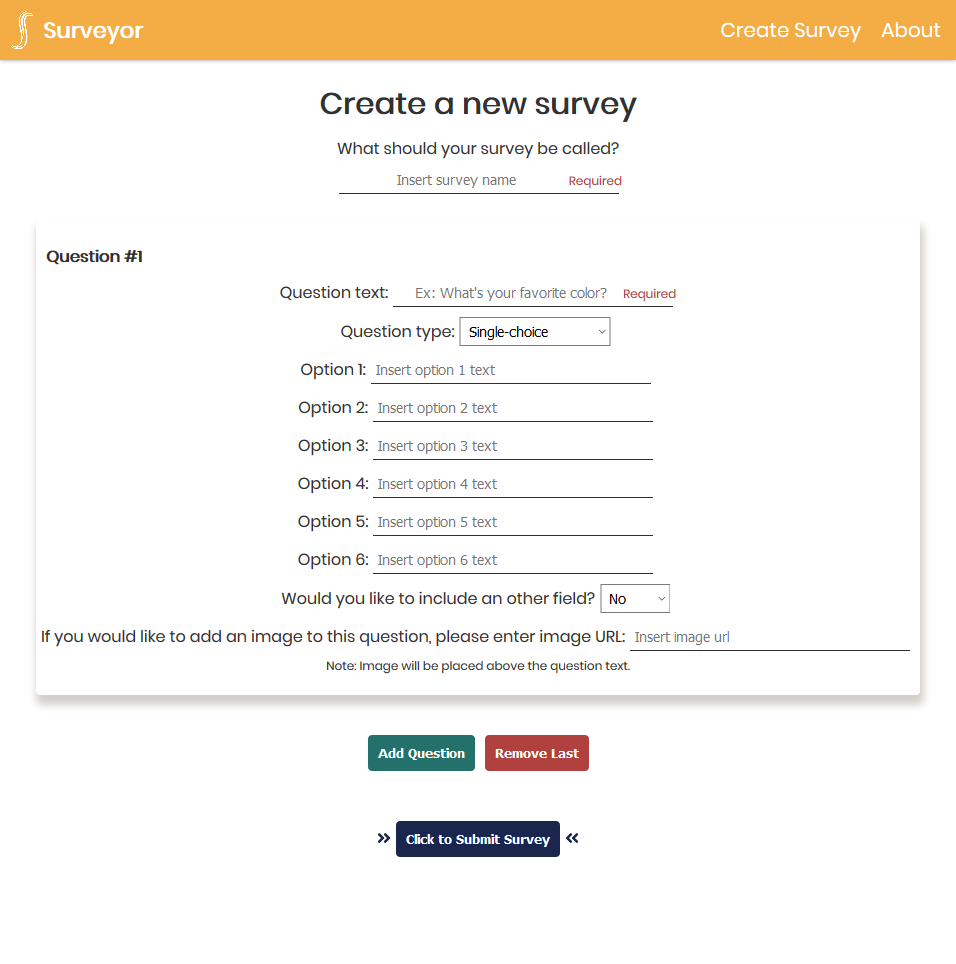 Surveyor Create Survey About
Create a new survey
What should your survey be called?
Insert survey name Required
Question #1
Question text: Ex: What's your favorite color? Required
Question type: Single-choice
Option 1: Insert option 1 text
Option 2: Insert option 2 text
Option 3: Insert option 3 text
Option 4: Insert option 4 text
Option 5: Insert option 5 text
Option 6: Insert option 6 text
Would you like to include an other field? No
If you would like to add an image to this question, please enter image URL: Insert image url
Note: Image will be placed above the question text.
Add Question Remove Last
Click to Submit Survey